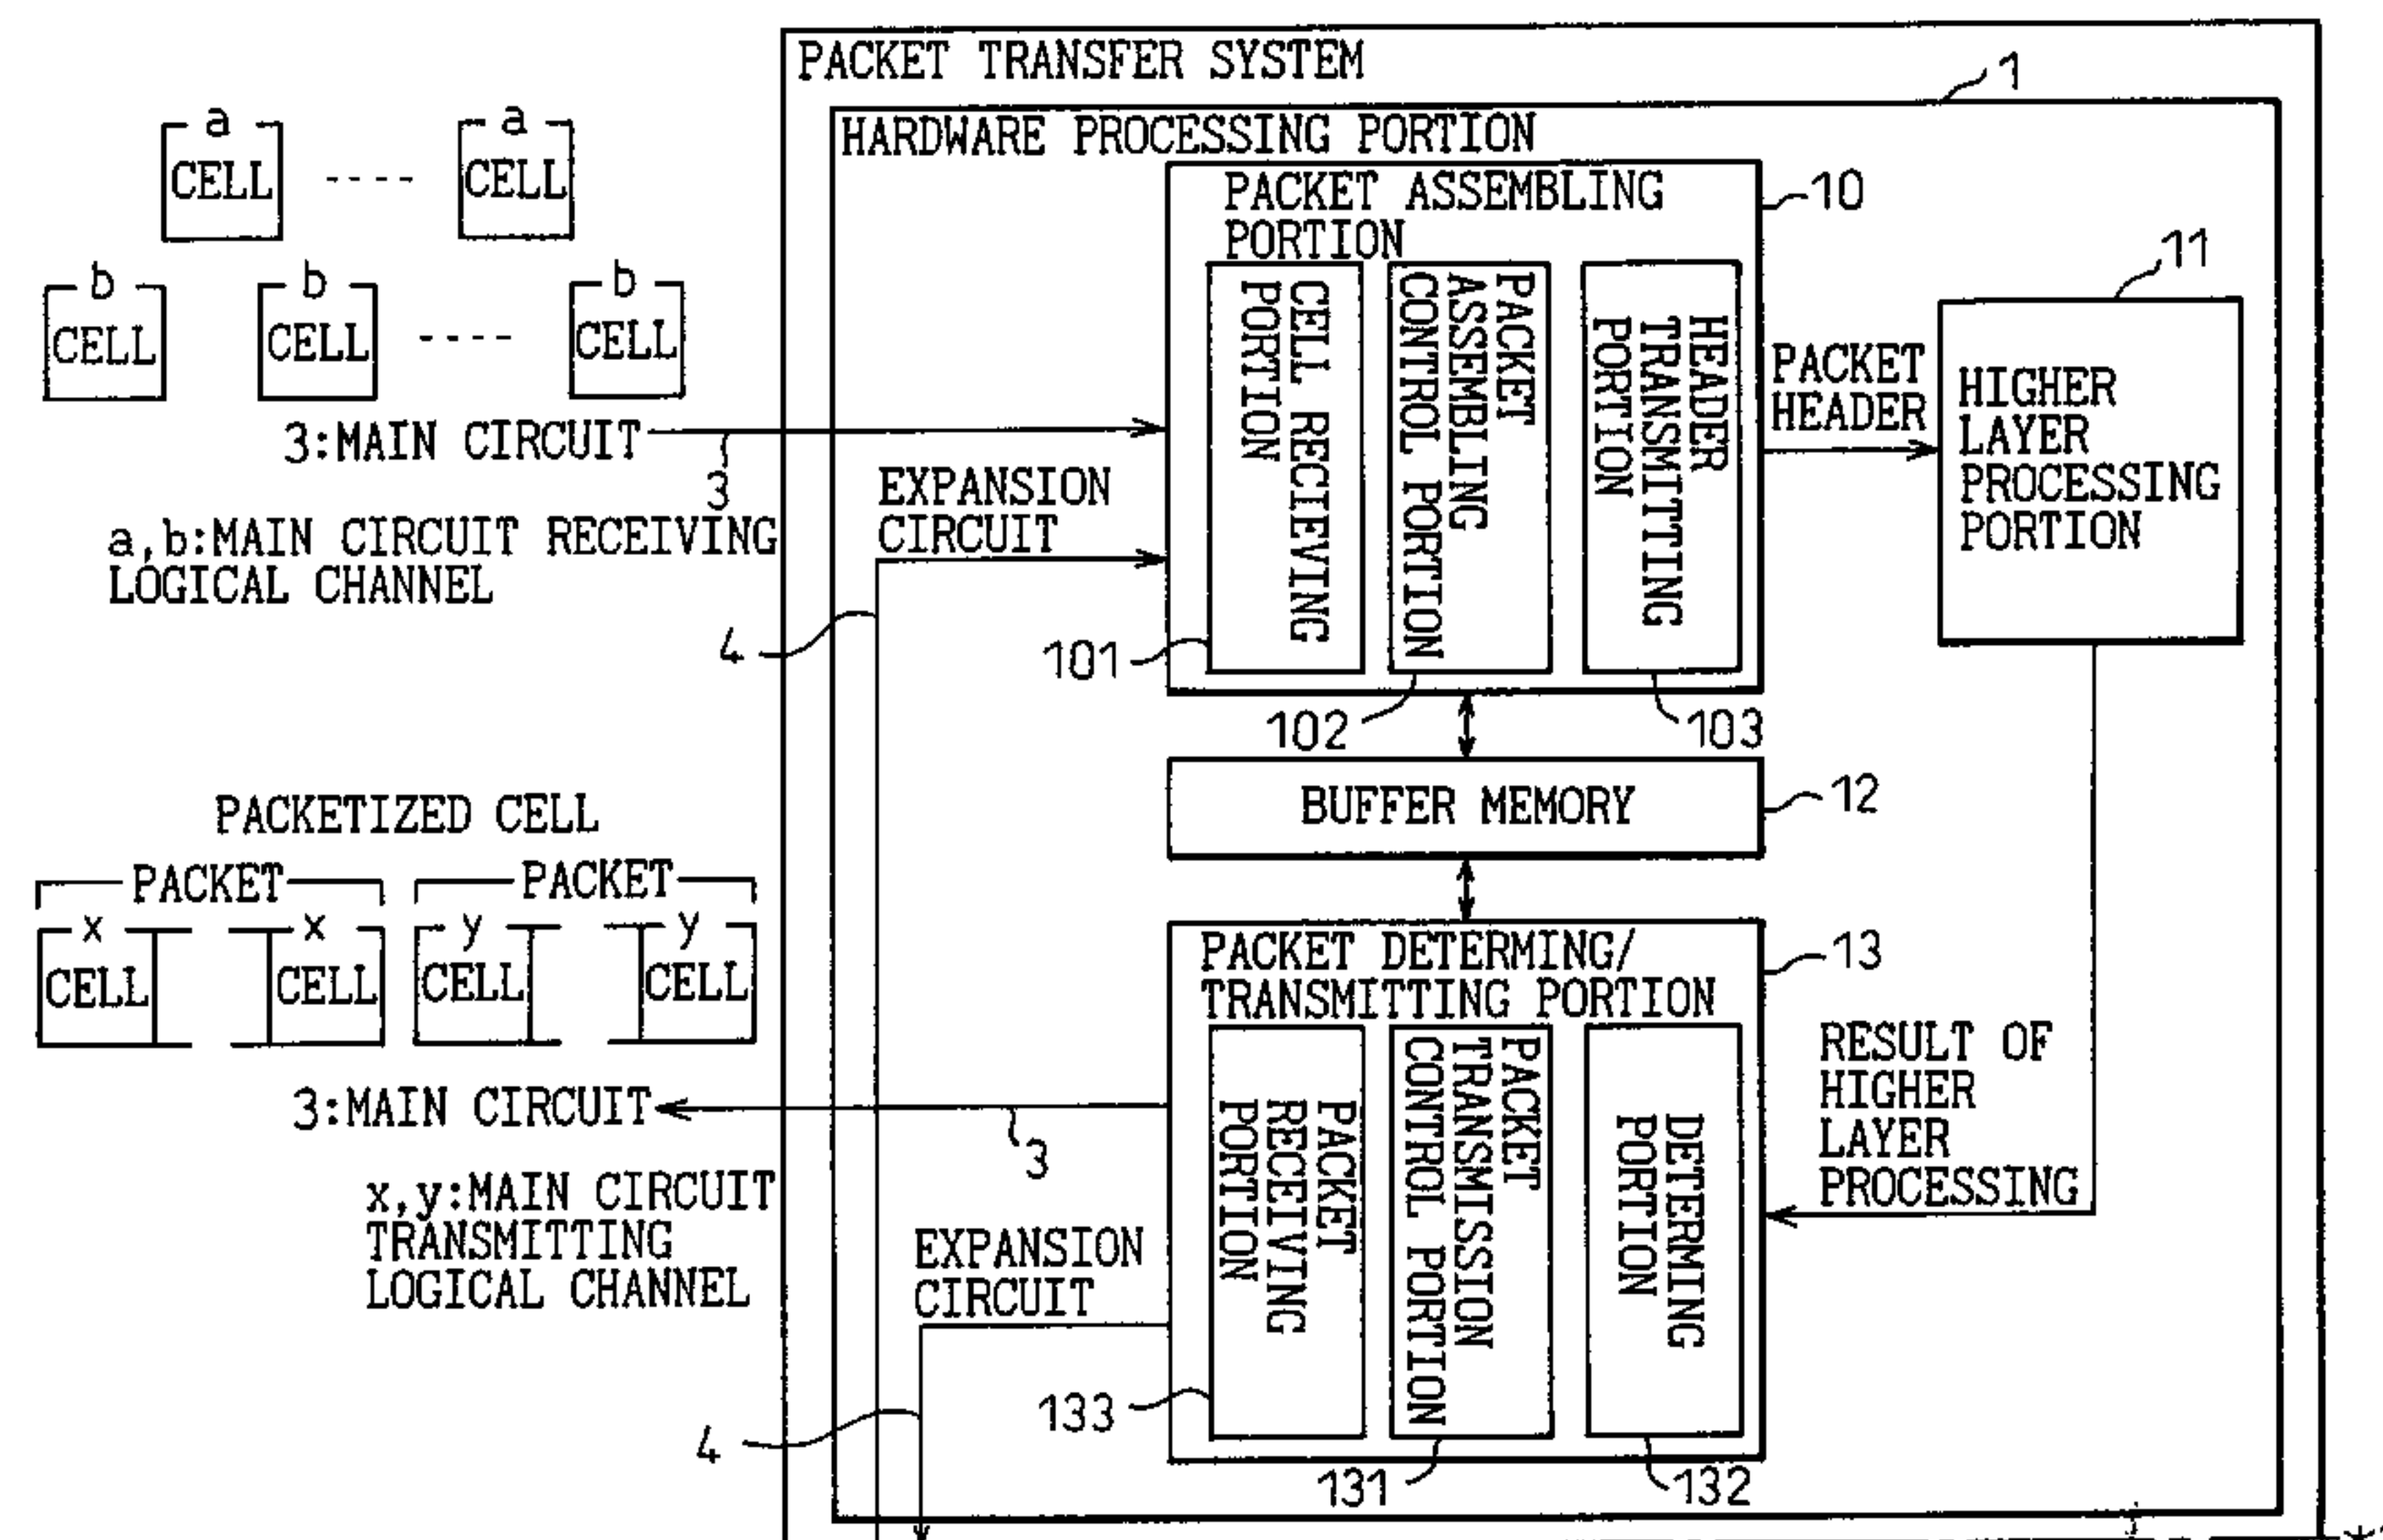 PACKET TRANSFER SYSTEM
1
HARDWARE PROCESSING PORTION
a
CELL
a
CELL
b
CELL
b
CELL
b
CELL
3:MAIN CIRCUIT
3
a,b:MAIN CIRCUIT RECEIVING
LOGICAL CHANNEL
EXPANSION
CIRCUIT
4
PACKET ASSEMBLING
PORTION
10
CELL RECIEVING
PORTION
101
PACKET
ASSEMBLING
CONTROL PORTION
102
HEADER
TRANSMITTING
PORTION
103
PACKET
HEADER
11
HIGHER
LAYER
PROCESSING
PORTION
BUFFER MEMORY
12
PACKETIZED CELL
PACKET
PACKET
x
CELL
x
CELL
y
CELL
y
CELL
3:MAIN CIRCUIT
3
x,y:MAIN CIRCUIT
TRANSMITTING
LOGICAL CHANNEL
EXPANSION
CIRCUIT
4
PACKET DETERMING/
TRANSMITTING PORTION
13
PACKET
RECEIVING
PORTION
133
PACKET
TRANSMISSION
CONTROL PORTION
131
DETERMING
PORTION
132
RESULT OF
HIGHER
LAYER
PROCESSING